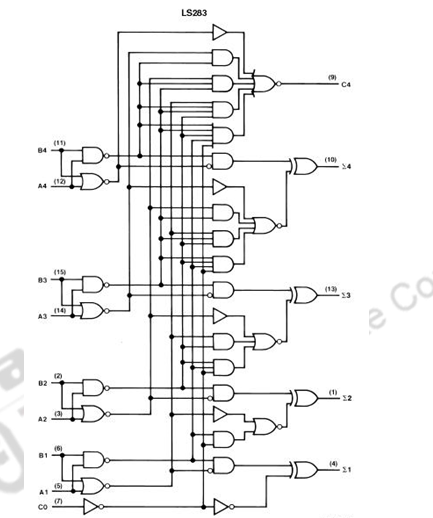 LS283
(9)
C4
B4 (11)
(10)
Σ4
A4 (12)
B3 (15)
(13)
Σ3
A3 (14)
B2 (2)
(1)
Σ2
A2 (3)
B1 (6)
(4)
Σ1
A1 (5)
C0 (7)
e Co